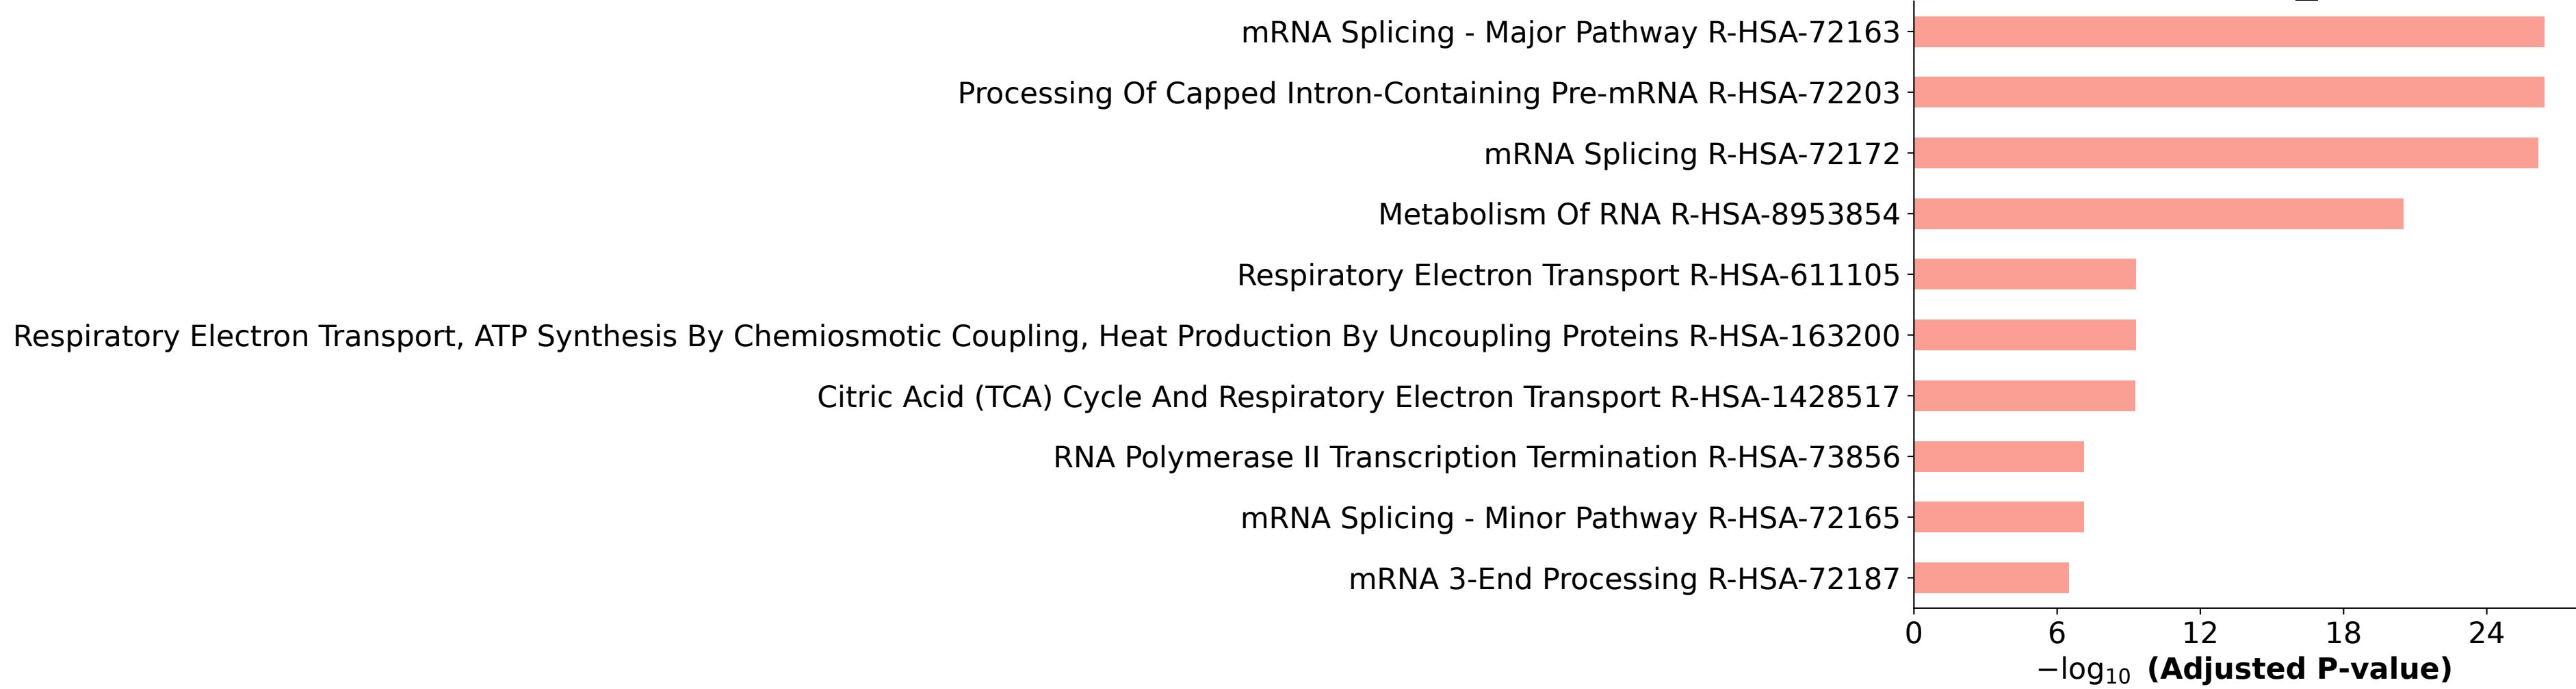 mRNA Splicing - Major Pathway R-HSA-72163
Processing Of Capped Intron-Containing Pre-mRNA R-HSA-72203
mRNA Splicing R-HSA-72172
Metabolism Of RNA R-HSA-8953854
Respiratory Electron Transport R-HSA-611105
Respiratory Electron Transport, ATP Synthesis By Chemiosmotic Coupling, Heat Production By Uncoupling Proteins R-HSA-163200
Citric Acid (TCA) Cycle And Respiratory Electron Transport R-HSA-1428517
RNA Polymerase II Transcription Termination R-HSA-73856
mRNA Splicing - Minor Pathway R-HSA-72165
mRNA 3-End Processing R-HSA-72187
0 6 12 18 24
−log₁₀ (Adjusted P-value)